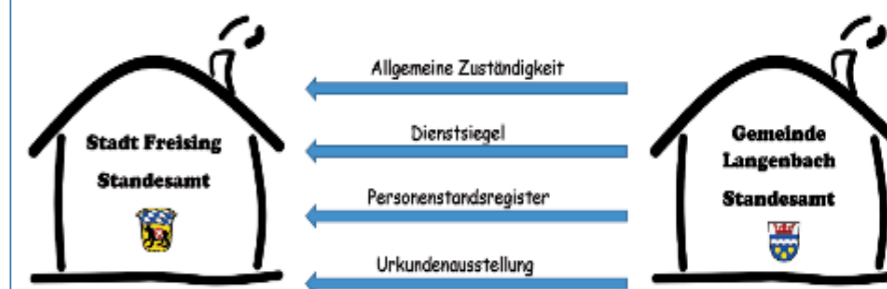 Stadt Freising
Standesamt
Allgemeine Zuständigkeit
Dienstsiegel
Personenstandsregister
Urkundenausstellung
Gemeinde
Langenbach
Standesamt